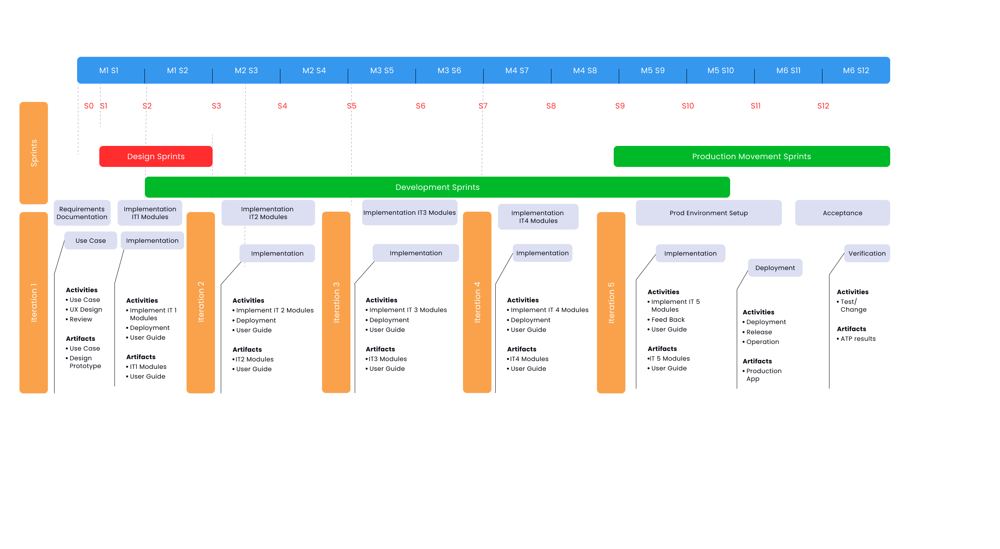 M1 S1
M1 S2
M2 S3
M2 S4
M3 S5
M3 S6
M4 S7
M4 S8
M5 S9
M5 S10
M6 S11
M6 S12
S0
S1
S2
S3
S4
S5
S6
S7
S8
S9
S10
S11
S12
Sprints
Design Sprints
Production Movement Sprints
Development Sprints
Iteration 1
Requirements
Documentation
Use Case
Activities
• Use Case
• UX Design
• Review
Artifacts
• Use Case
• Design
Prototype
Implementation
IT1 Modules
Implementation
Activities
• Implement IT 1
Modules
• Deployment
• User Guide
Artifacts
• IT1 Modules
• User Guide
Iteration 2
Implementation
IT2 Modules
Implementation
Activities
• Implement IT 2 Modules
• Deployment
• User Guide
Artifacts
•IT2 Modules
• User Guide
Iteration 3
Implementation IT3 Modules
Implementation
Activities
• Implement IT 3 Modules
• Deployment
• User Guide
Artifacts
•IT3 Modules
• User Guide
Iteration 4
Implementation
IT4 Modules
Implementation
Activities
• Implement IT 4 Modules
• Deployment
• User Guide
Artifacts
•IT4 Modules
• User Guide
Iteration 5
Prod Environment Setup
Implementation
Activities
• Implement IT 5
Modules
• Feed Back
• User Guide
Artifacts
•IT 5 Modules
• User Guide
Deployment
Activities
• Deployment
• Release
• Operation
Artifacts
• Production
App
Acceptance
Verification
Activities
• Test/
Change
Artifacts
• ATP results